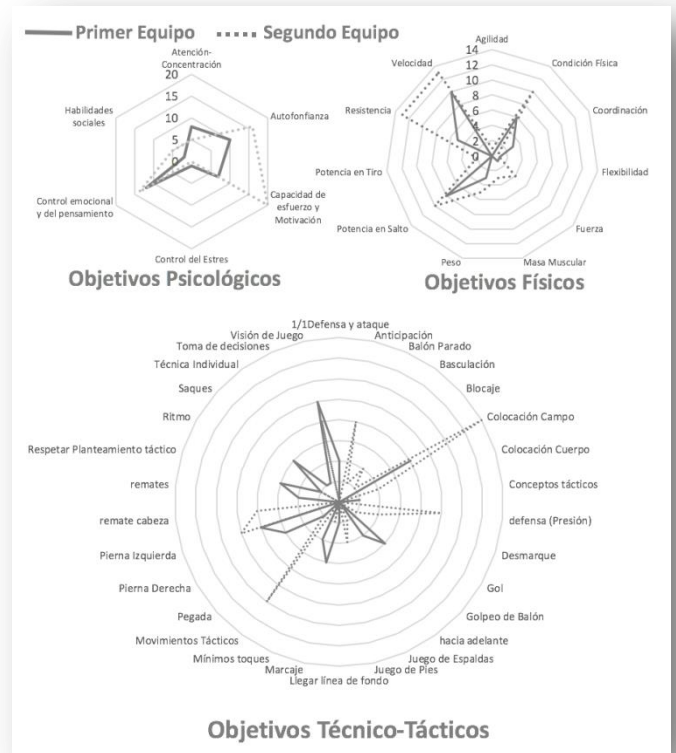 Primer Equipo Segundo Equipo
Atención-
Concentración
20
15
10
5
0
Autofonfianza
Capacidad de
esfuerzo y
Motivación
Control del Estres
Control emocional
y del pensamiento
Habilidades
sociales
Objetivos Psicológicos
Agilidad
14
12
10
8
6
4
2
0
Condición Física
Coordinación
Flexibilidad
Fuerza
Masa Muscular
Peso
Potencia en Salto
Potencia en Tiro
Resistencia
Velocidad
Objetivos Físicos
1/1Defensa y ataque
Anticipación
Balón Parado
Basculación
Blocaje
Colocación Campo
Colocación Cuerpo
Conceptos tácticos
defensa (Presión)
Desmarque
Gol
Golpeo de Balón
hacia adelante
Juego de Espaldas
Juego de Pies
Llegar línea de fondo
Marcaje
Mínimos toques
Movimientos Tácticos
Pegada
Pierna Derecha
Pierna Izquierda
remate cabeza
remates
Respetar Planteamiento táctico
Ritmo
Saques
Técnica Individual
Toma de decisiones
Visión de Juego
Objetivos Técnico-Tácticos